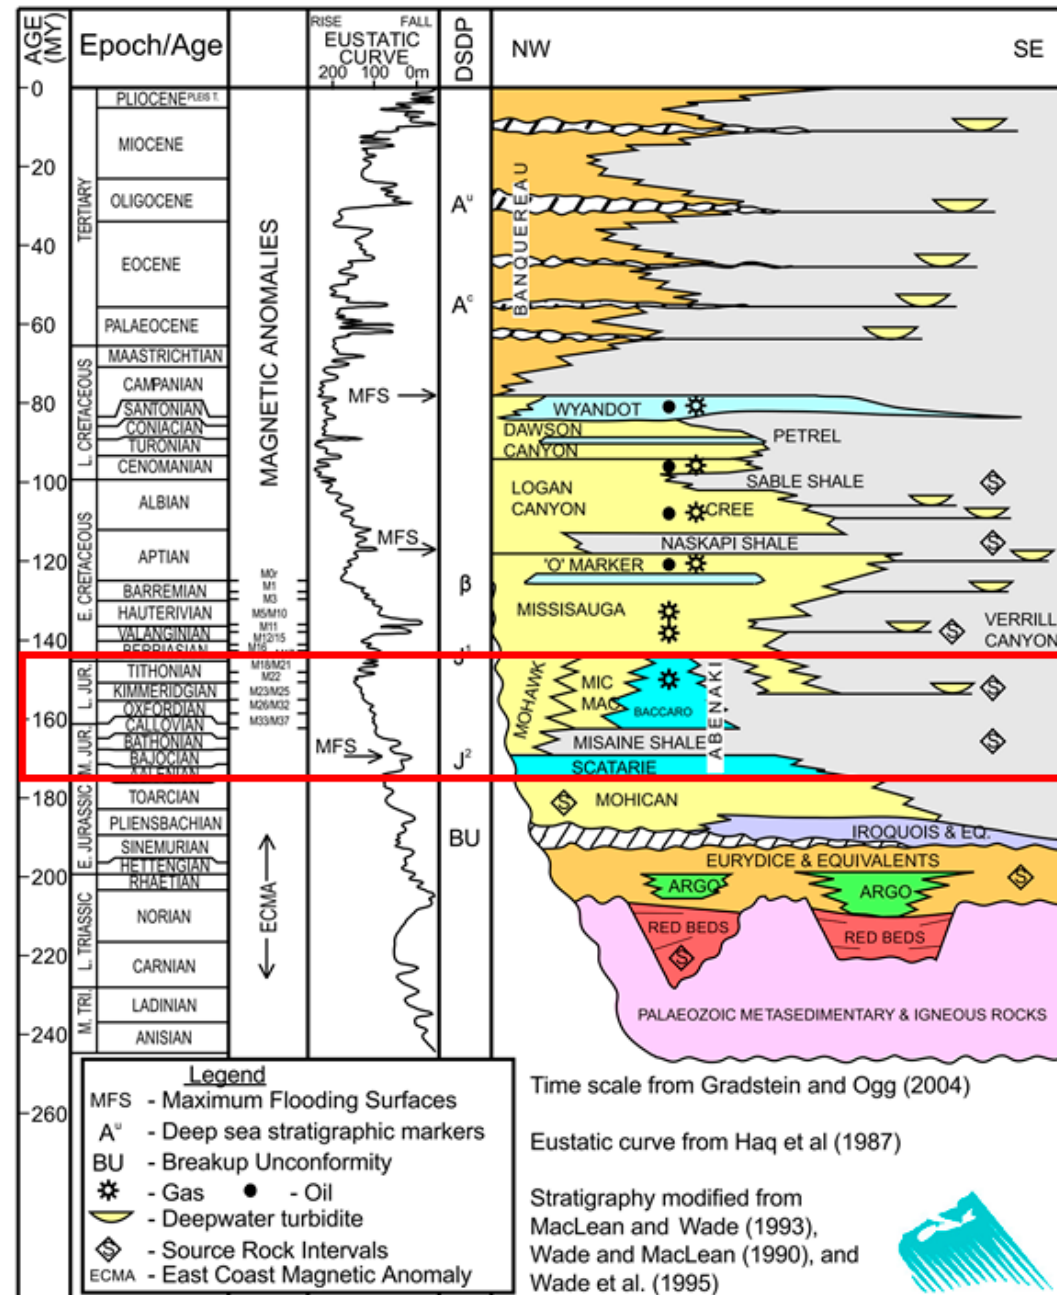 AGE (MY)
Epoch/Age
RISE FALL
EUSTATIC
CURVE
200 100 0m
DSDP
NW
SE
0
20
40
60
80
100
120
140
160
180
200
220
240
260
TERTIARY
L. CRETACEOUS
E. CRETACEOUS
L. JUR.
M. JUR.
E. JURASSIC
L. TRIASSIC
M. TRI.
PLIOCENE PLEIS T.
MIOCENE
OLIGOCENE
EOCENE
PALAEOCENE
MAASTRICHTIAN
CAMPANIAN
SANTONIAN
CONIACIAN
TURONIAN
CENOMANIAN
ALBIAN
APTIAN
BARREMIAN
HAUTERIVIAN
VALANGINIAN
BERRIASIAN
TITHONIAN
KIMMERIDGIAN
OXFORDIAN
CALLOVIAN
BATHONIAN
BAJOCIAN
AALENIAN
TOARCIAN
PLIENSBACHIAN
SINEMURIAN
HETTENGIAN
RHAETIAN
NORIAN
CARNIAN
LADINIAN
ANISIAN
MAGNETIC ANOMALIES
M0r
M1
M3
M5/M10
M11
M12/15
M16
M18/M21
M22
M23/M25
M26/M32
M33/M37
ECMA
MFS
MFS
MFS
Aᵘ
Aᶜ
β
J¹
J²
BU
BANQUEREAU
WYANDOT
DAWSON
CANYON
PETREL
SABLE SHALE
LOGAN
CANYON
CREE
NASKAPI SHALE
'O' MARKER
MISSISAUGA
VERRILL
CANYON
MOHAWK
MIC
MAC
BACCARO
ABENAKI
MISAINE SHALE
SCATARIE
MOHICAN
IROQUOIS & EQ.
EURYDICE & EQUIVALENTS
ARGO
ARGO
RED BEDS
RED BEDS
PALAEOZOIC METASEDIMENTARY & IGNEOUS ROCKS
S
S
S
S
S
S
S
S
Legend
MFS - Maximum Flooding Surfaces
Aᵘ - Deep sea stratigraphic markers
BU - Breakup Unconformity
- Gas - Oil
- Deepwater turbidite
S - Source Rock Intervals
ECMA - East Coast Magnetic Anomaly
Time scale from Gradstein and Ogg (2004)
Eustatic curve from Haq et al (1987)
Stratigraphy modified from
MacLean and Wade (1993),
Wade and MacLean (1990), and
Wade et al. (1995)